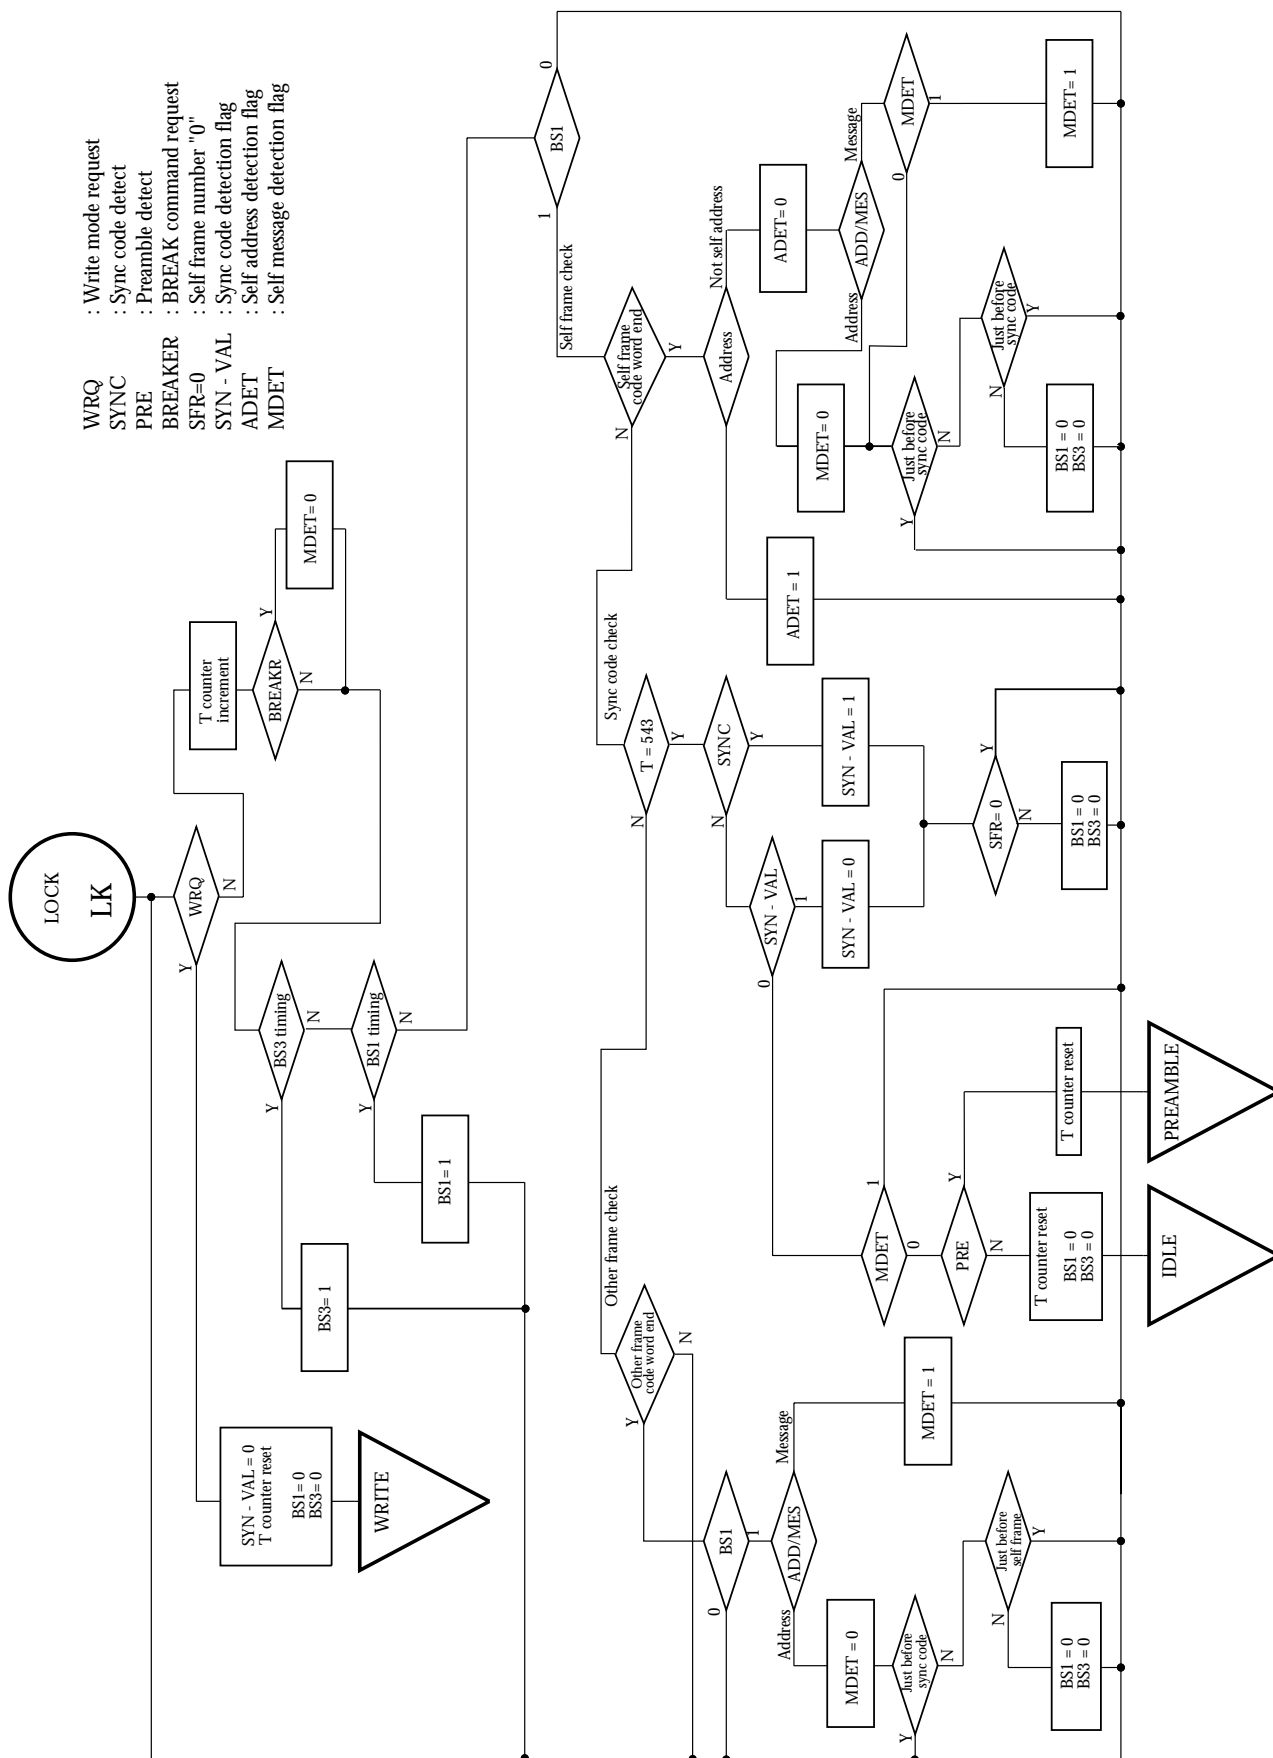 LOCK
LK
WRQ : Write mode request
SYNC : Sync code detect
PRE : Preamble detect
BREAKER : BREAK command request
SFR=0 : Self frame number "0"
SYN - VAL : Sync code detection flag
ADET : Self address detection flag
MDET : Self message detection flag
WRQ
Y
N
T counter
increment
BREAKR
Y
N
MDET= 0
SYN - VAL = 0
T counter reset
BS1= 0
BS3= 0
WRITE
BS3 timing
Y
N
BS3= 1
BS1 timing
Y
N
BS1= 1
BS1
1
0
Self frame check
Self frame
code word end
N
Y
Address
Not self address
ADET= 0
ADD/MES
Address
Message
MDET
0
1
MDET= 1
MDET= 0
Just before
sync code
Y
N
Just before
sync code
N
Y
BS1 = 0
BS3 = 0
ADET = 1
Sync code check
T = 543
N
Y
SYNC
N
Y
SYN - VAL = 1
SYN - VAL
0
1
SYN - VAL = 0
SFR= 0
Y
N
BS1 = 0
BS3 = 0
MDET
1
0
PRE
Y
N
T counter reset
PREAMBLE
T counter reset
BS1 = 0
BS3 = 0
IDLE
Other frame check
Other frame
code word end
Y
N
BS1
0
1
ADD/MES
Address
Message
MDET = 1
MDET = 0
Just before
sync code
Y
N
Just before
self frame
N
Y
BS1 = 0
BS3 = 0